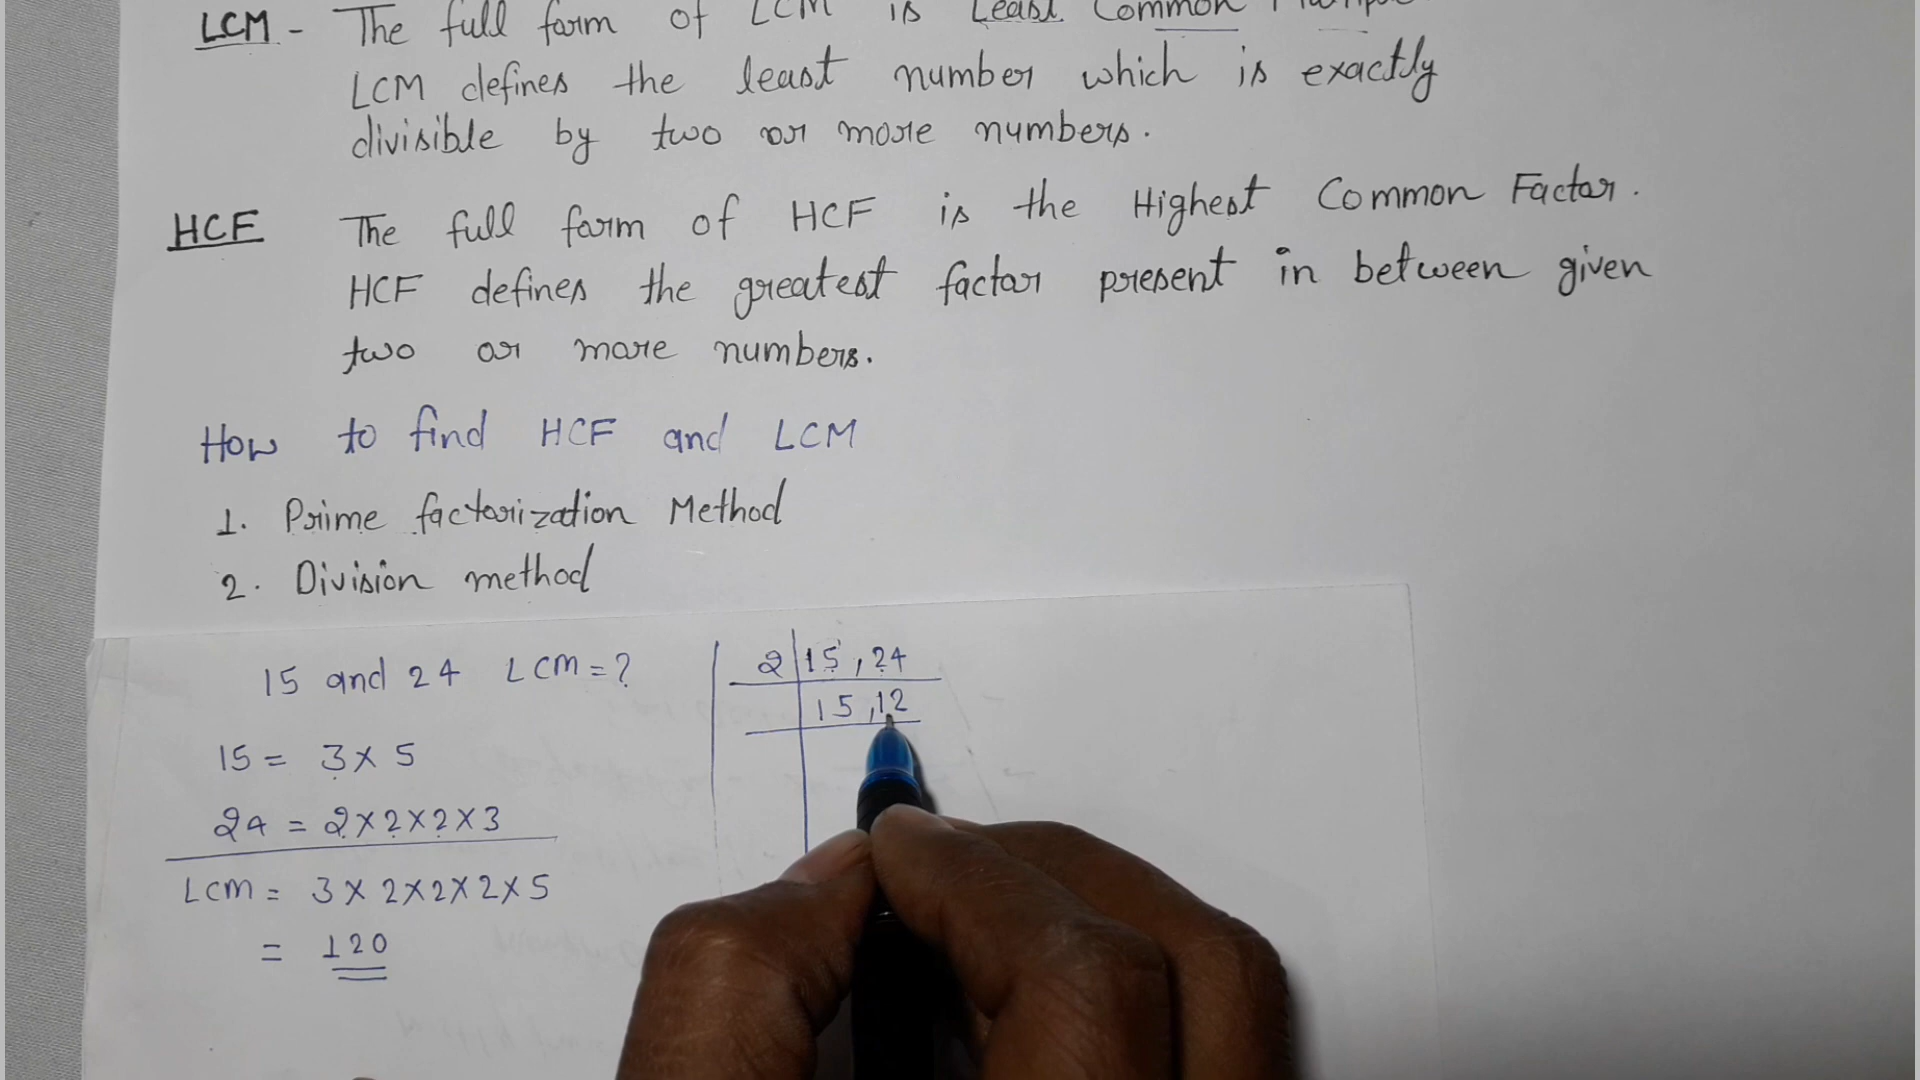 LCM - The full form of LCM is Least Common
LCM defines the least number which is exactly
divisible by two or more numbers.
HCF The full form of HCF is the Highest Common Factor.
HCF defines the greatest factor present in between given
two or more numbers.
How to find HCF and LCM
1. Prime factorization Method
2. Division method
15 and 24 LCM = ?
15 = 3 × 5
24 = 2×2×2×3
LCM = 3 × 2×2×2×5
= 120
2 15, 24
15, 12